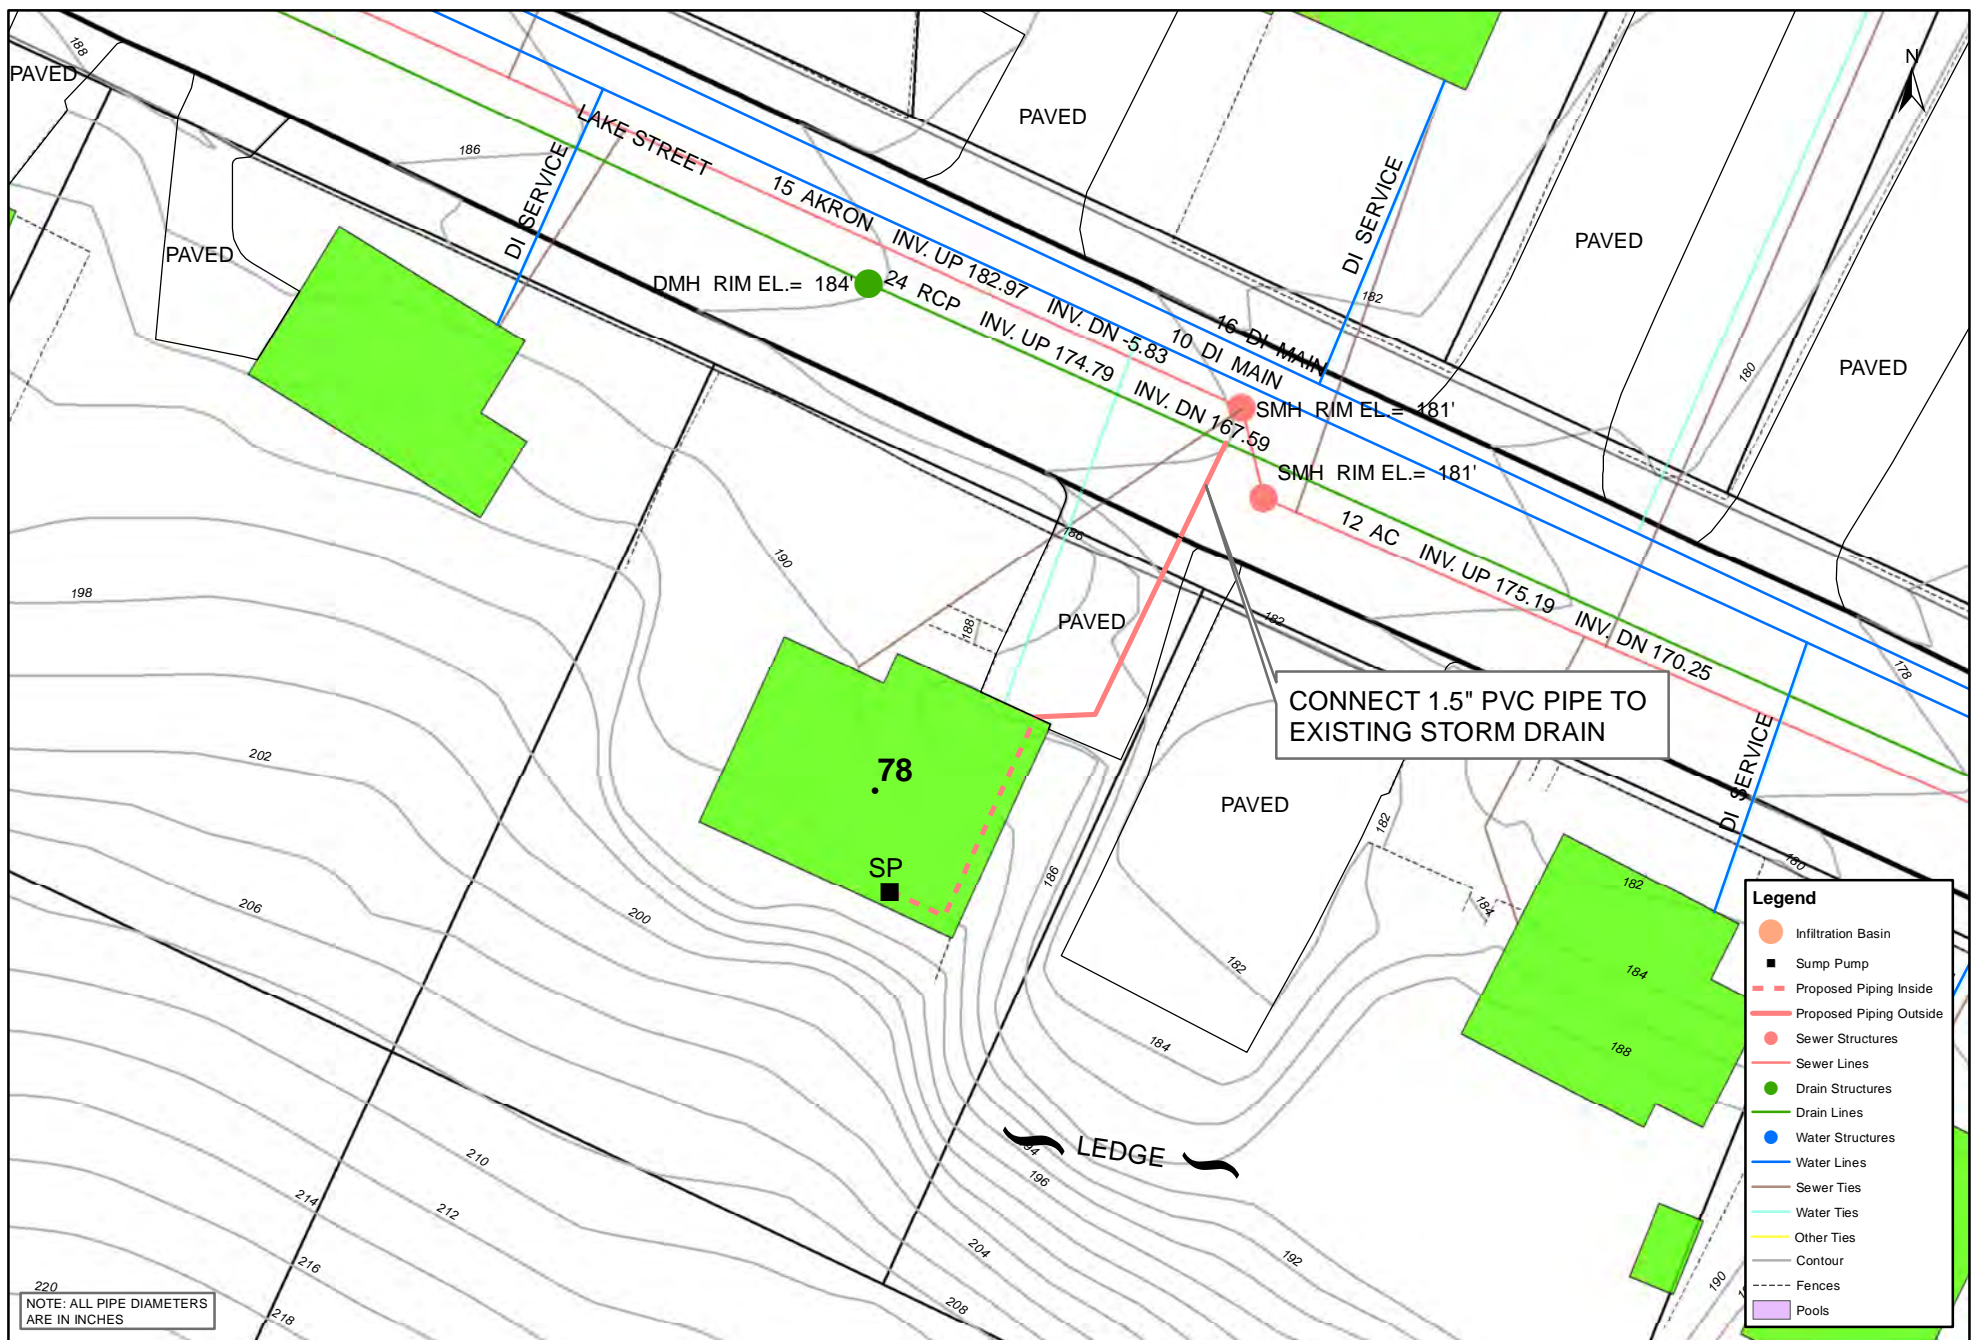 188
PAVED
PAVED
N
186
LAKE STREET
DI SERVICE
15 AKRON INV. UP 182.97 INV. DN -5.83
DI SERVICE
PAVED
PAVED
DMH RIM EL.= 184'
24 RCP INV. UP 174.79 INV. DN 167.59
182
16 DI MAIN
10 DI MAIN
180
PAVED
SMH RIM EL.= 181'
SMH RIM EL.= 181'
12 AC INV. UP 175.19 INV. DN 170.25
186
190
198
188
PAVED
182
178
CONNECT 1.5" PVC PIPE TO
EXISTING STORM DRAIN
DI SERVICE
202
78
PAVED
182
180
SP
186
182
184
206
200
182
184
184
188
LEDGE
94
196
210
214
212
204
192
216
208
190
220
218
NOTE: ALL PIPE DIAMETERS
ARE IN INCHES
Legend
Infiltration Basin
Sump Pump
Proposed Piping Inside
Proposed Piping Outside
Sewer Structures
Sewer Lines
Drain Structures
Drain Lines
Water Structures
Water Lines
Sewer Ties
Water Ties
Other Ties
Contour
Fences
Pools